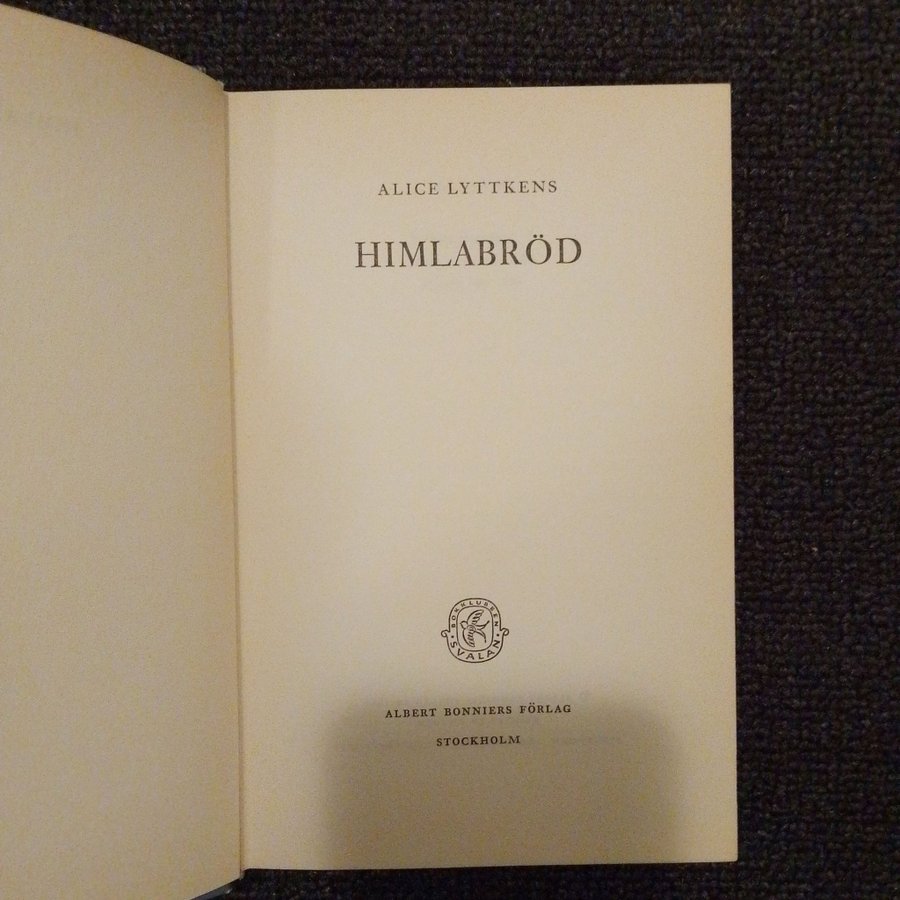 ALICE LYTTKENS
HIMLABRÖD
BOKKLUBBEN
SVALAN
ALBERT BONNIERS FÖRLAG
STOCKHOLM